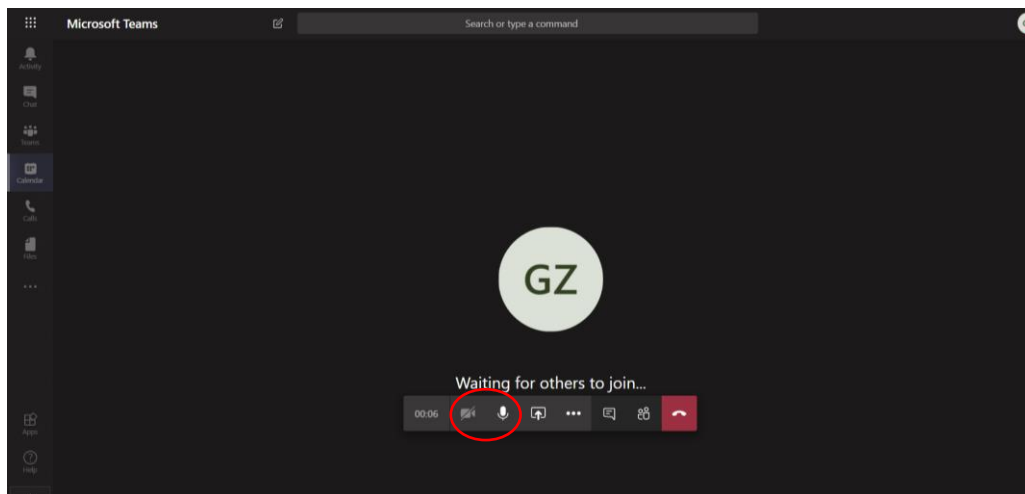 Microsoft Teams
Search or type a command
Activity
Chat
Teams
Calendar
Calls
Files
GZ
Waiting for others to join...
00:06
Apps
Help